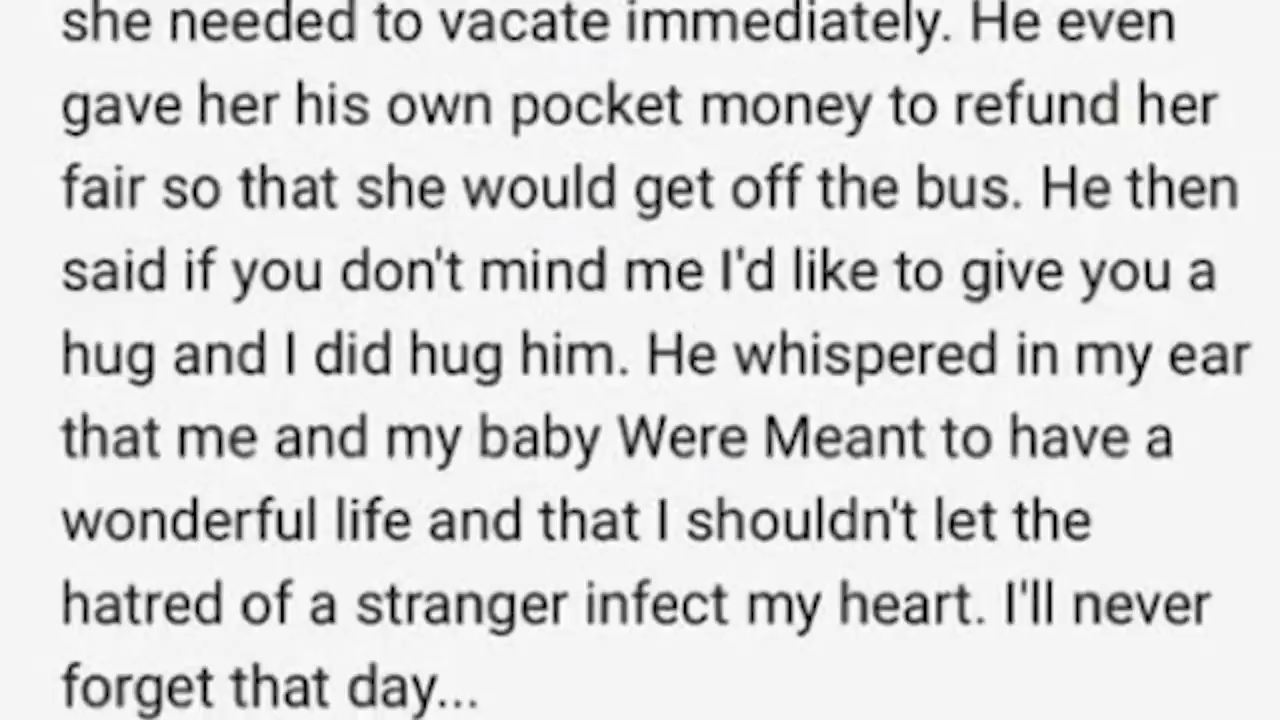 she needed to vacate immediately. He even
gave her his own pocket money to refund her
fair so that she would get off the bus. He then
said if you don't mind me I'd like to give you a
hug and I did hug him. He whispered in my ear
that me and my baby Were Meant to have a
wonderful life and that I shouldn't let the
hatred of a stranger infect my heart. I'll never
forget that day...